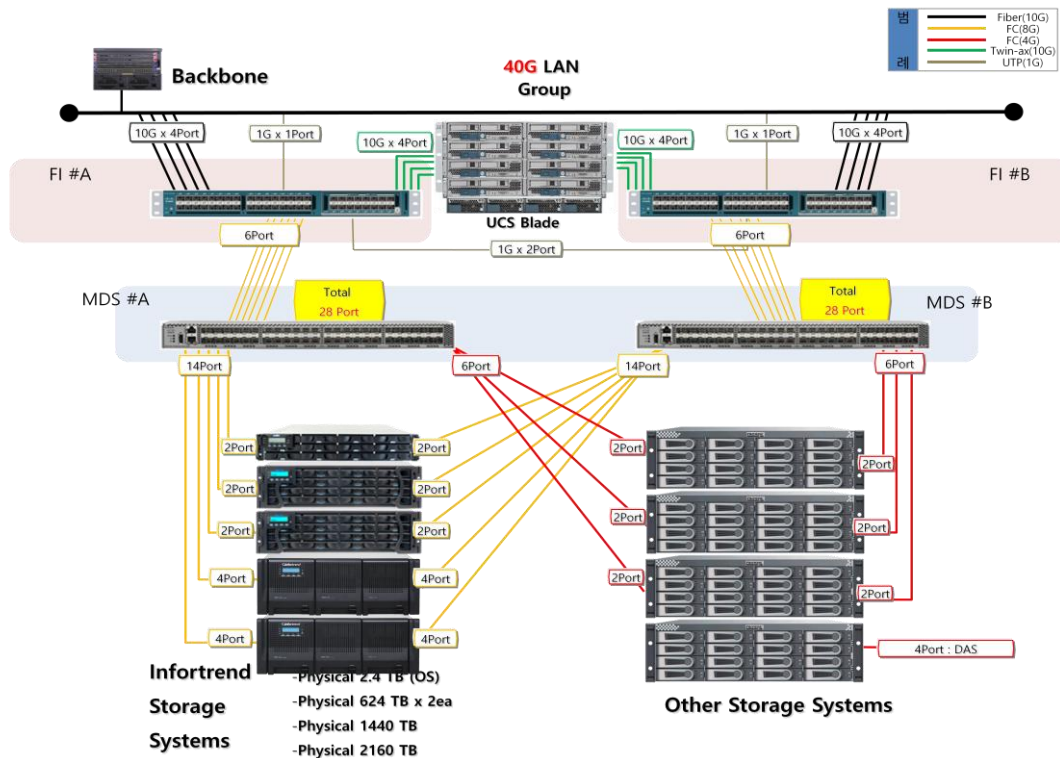 범
례
Fiber(10G)
FC(8G)
FC(4G)
Twin-ax(10G)
UTP(1G)
Backbone
40G LAN
Group
10G x 4Port
1G x 1Port
10G x 4Port
10G x 4Port
1G x 1Port
10G x 4Port
FI #A
FI #B
UCS Blade
6Port
6Port
1G x 2Port
MDS #A
Total
28 Port
Total
28 Port
MDS #B
14Port
6Port
14Port
6Port
2Port
2Port
2Port
2Port
2Port
2Port
2Port
2Port
2Port
2Port
2Port
2Port
4Port
4Port
4Port
4Port
4Port : DAS
Infortrend
Storage
Systems
-Physical 2.4 TB (OS)
-Physical 624 TB x 2ea
-Physical 1440 TB
-Physical 2160 TB
Other Storage Systems